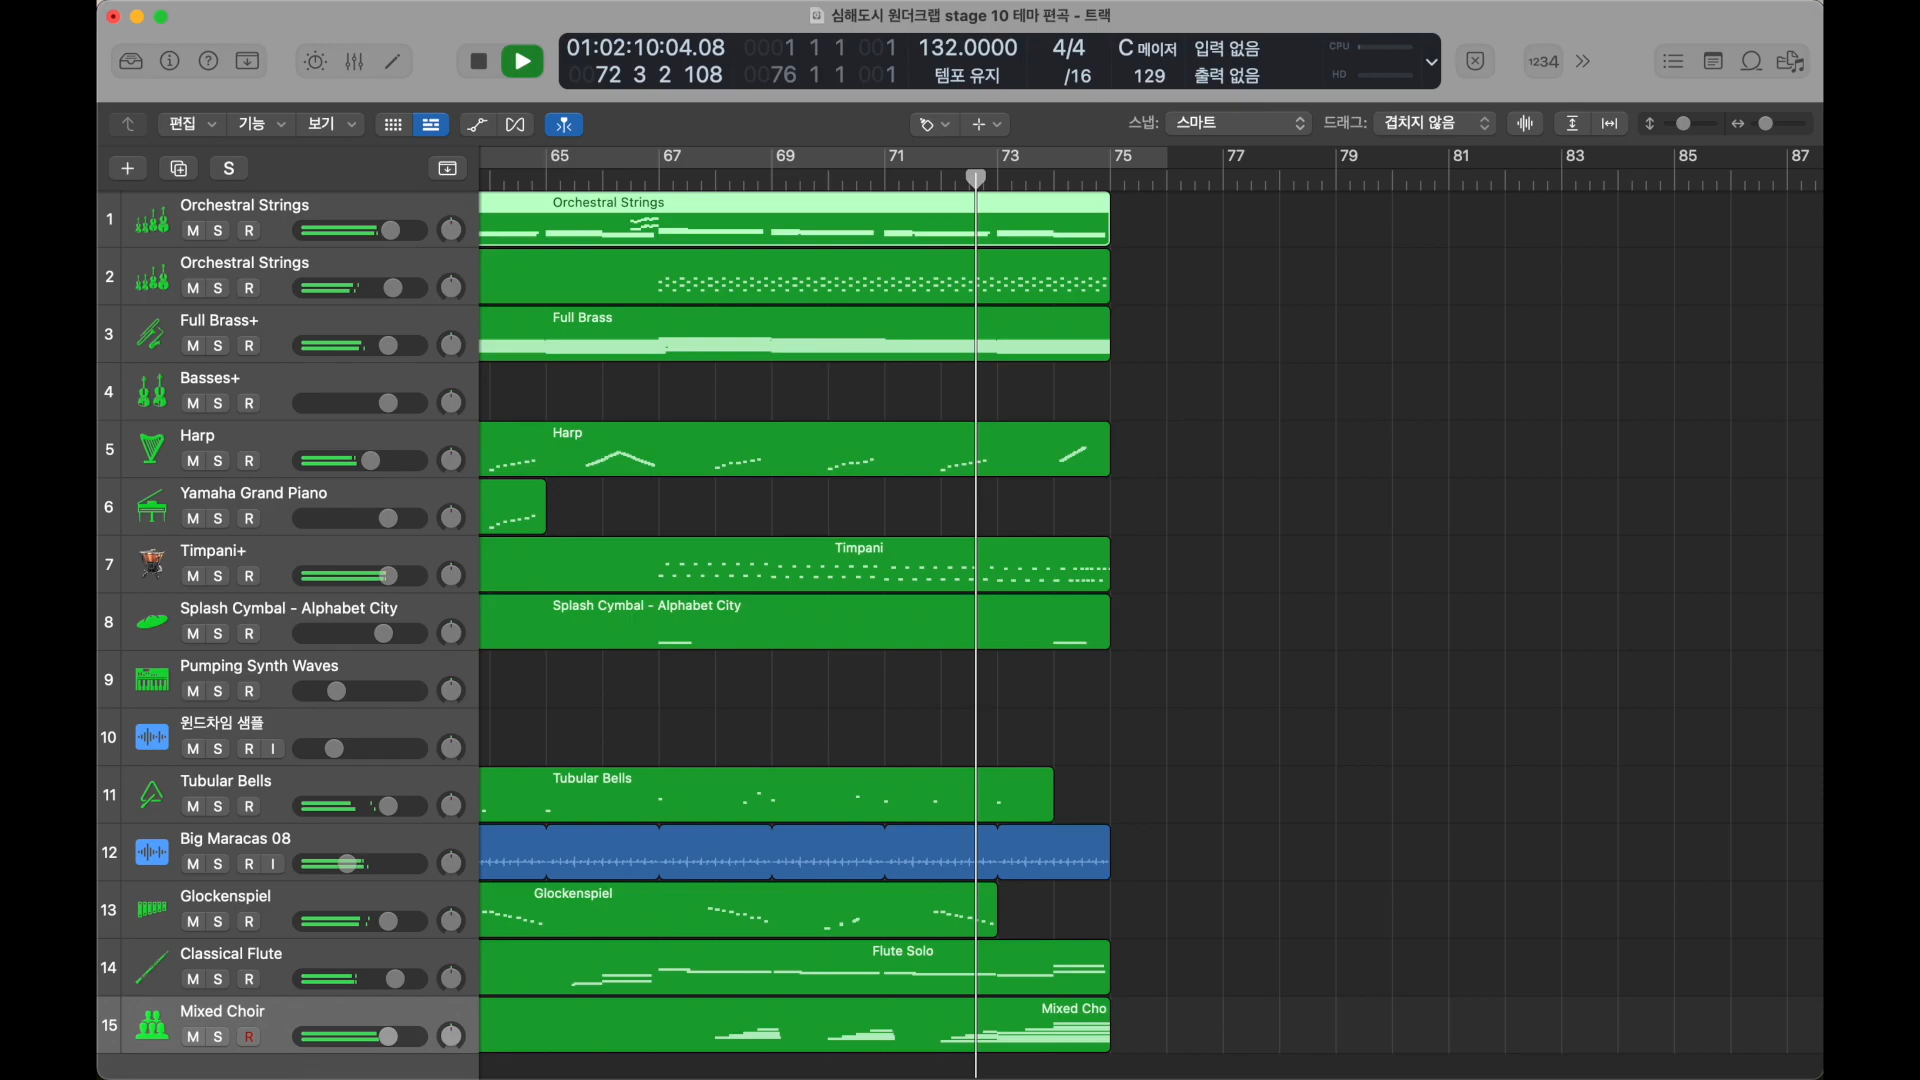 심해도시 원더크랩 stage 10 테마 편곡 - 트랙
01:02:10:04.08 0001 1 1 001 132.0000 4/4 C 메이저 입력 없음 CPU
0072 3 2 108 0076 1 1 001 템포 유지 /16 129 출력 없음 HD
1234
편집 기능 보기 스냅: 스마트 드래그: 겹치지 않음
S 65 67 69 71 73 75 77 79 81 83 85 87
1 Orchestral Strings M S R Orchestral Strings
2 Orchestral Strings M S R
3 Full Brass+ M S R Full Brass
4 Basses+ M S R
5 Harp M S R Harp
6 Yamaha Grand Piano M S R
7 Timpani+ M S R Timpani
8 Splash Cymbal - Alphabet City M S R Splash Cymbal - Alphabet City
9 Pumping Synth Waves M S R
10 윈드차임 샘플 M S R I
11 Tubular Bells M S R Tubular Bells
12 Big Maracas 08 M S R I
13 Glockenspiel M S R Glockenspiel
14 Classical Flute M S R Flute Solo
15 Mixed Choir M S R Mixed Cho